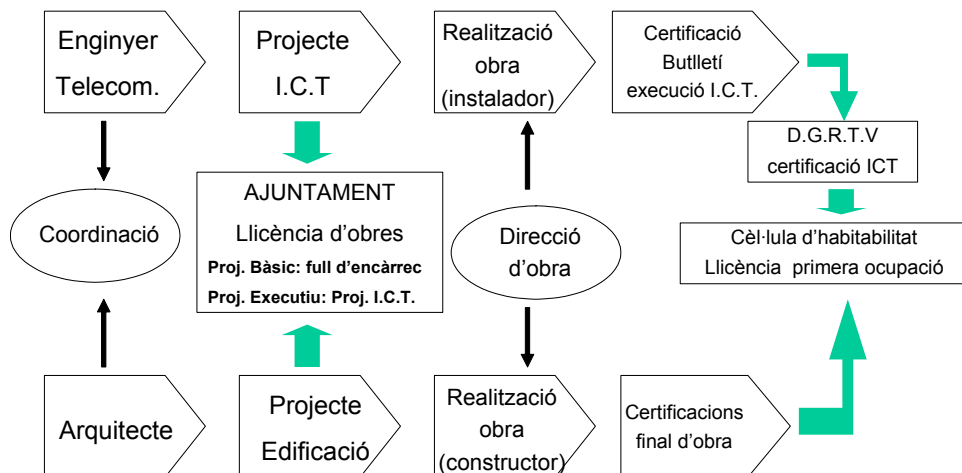 Enginyer
Telecom.
Projecte
I.C.T
Realització
obra
(instalador)
Certificació
Butlletí
execució I.C.T.
D.G.R.T.V
certificació ICT
Coordinació
AJUNTAMENT
Llicència d'obres
Proj. Bàsic: full d'encàrrec
Proj. Executiu: Proj. I.C.T.
Direcció
d'obra
Cèl·lula d'habitabilitat
Llicència primera ocupació
Arquitecte
Projecte
Edificació
Realització
obra
(constructor)
Certificacions
final d'obra